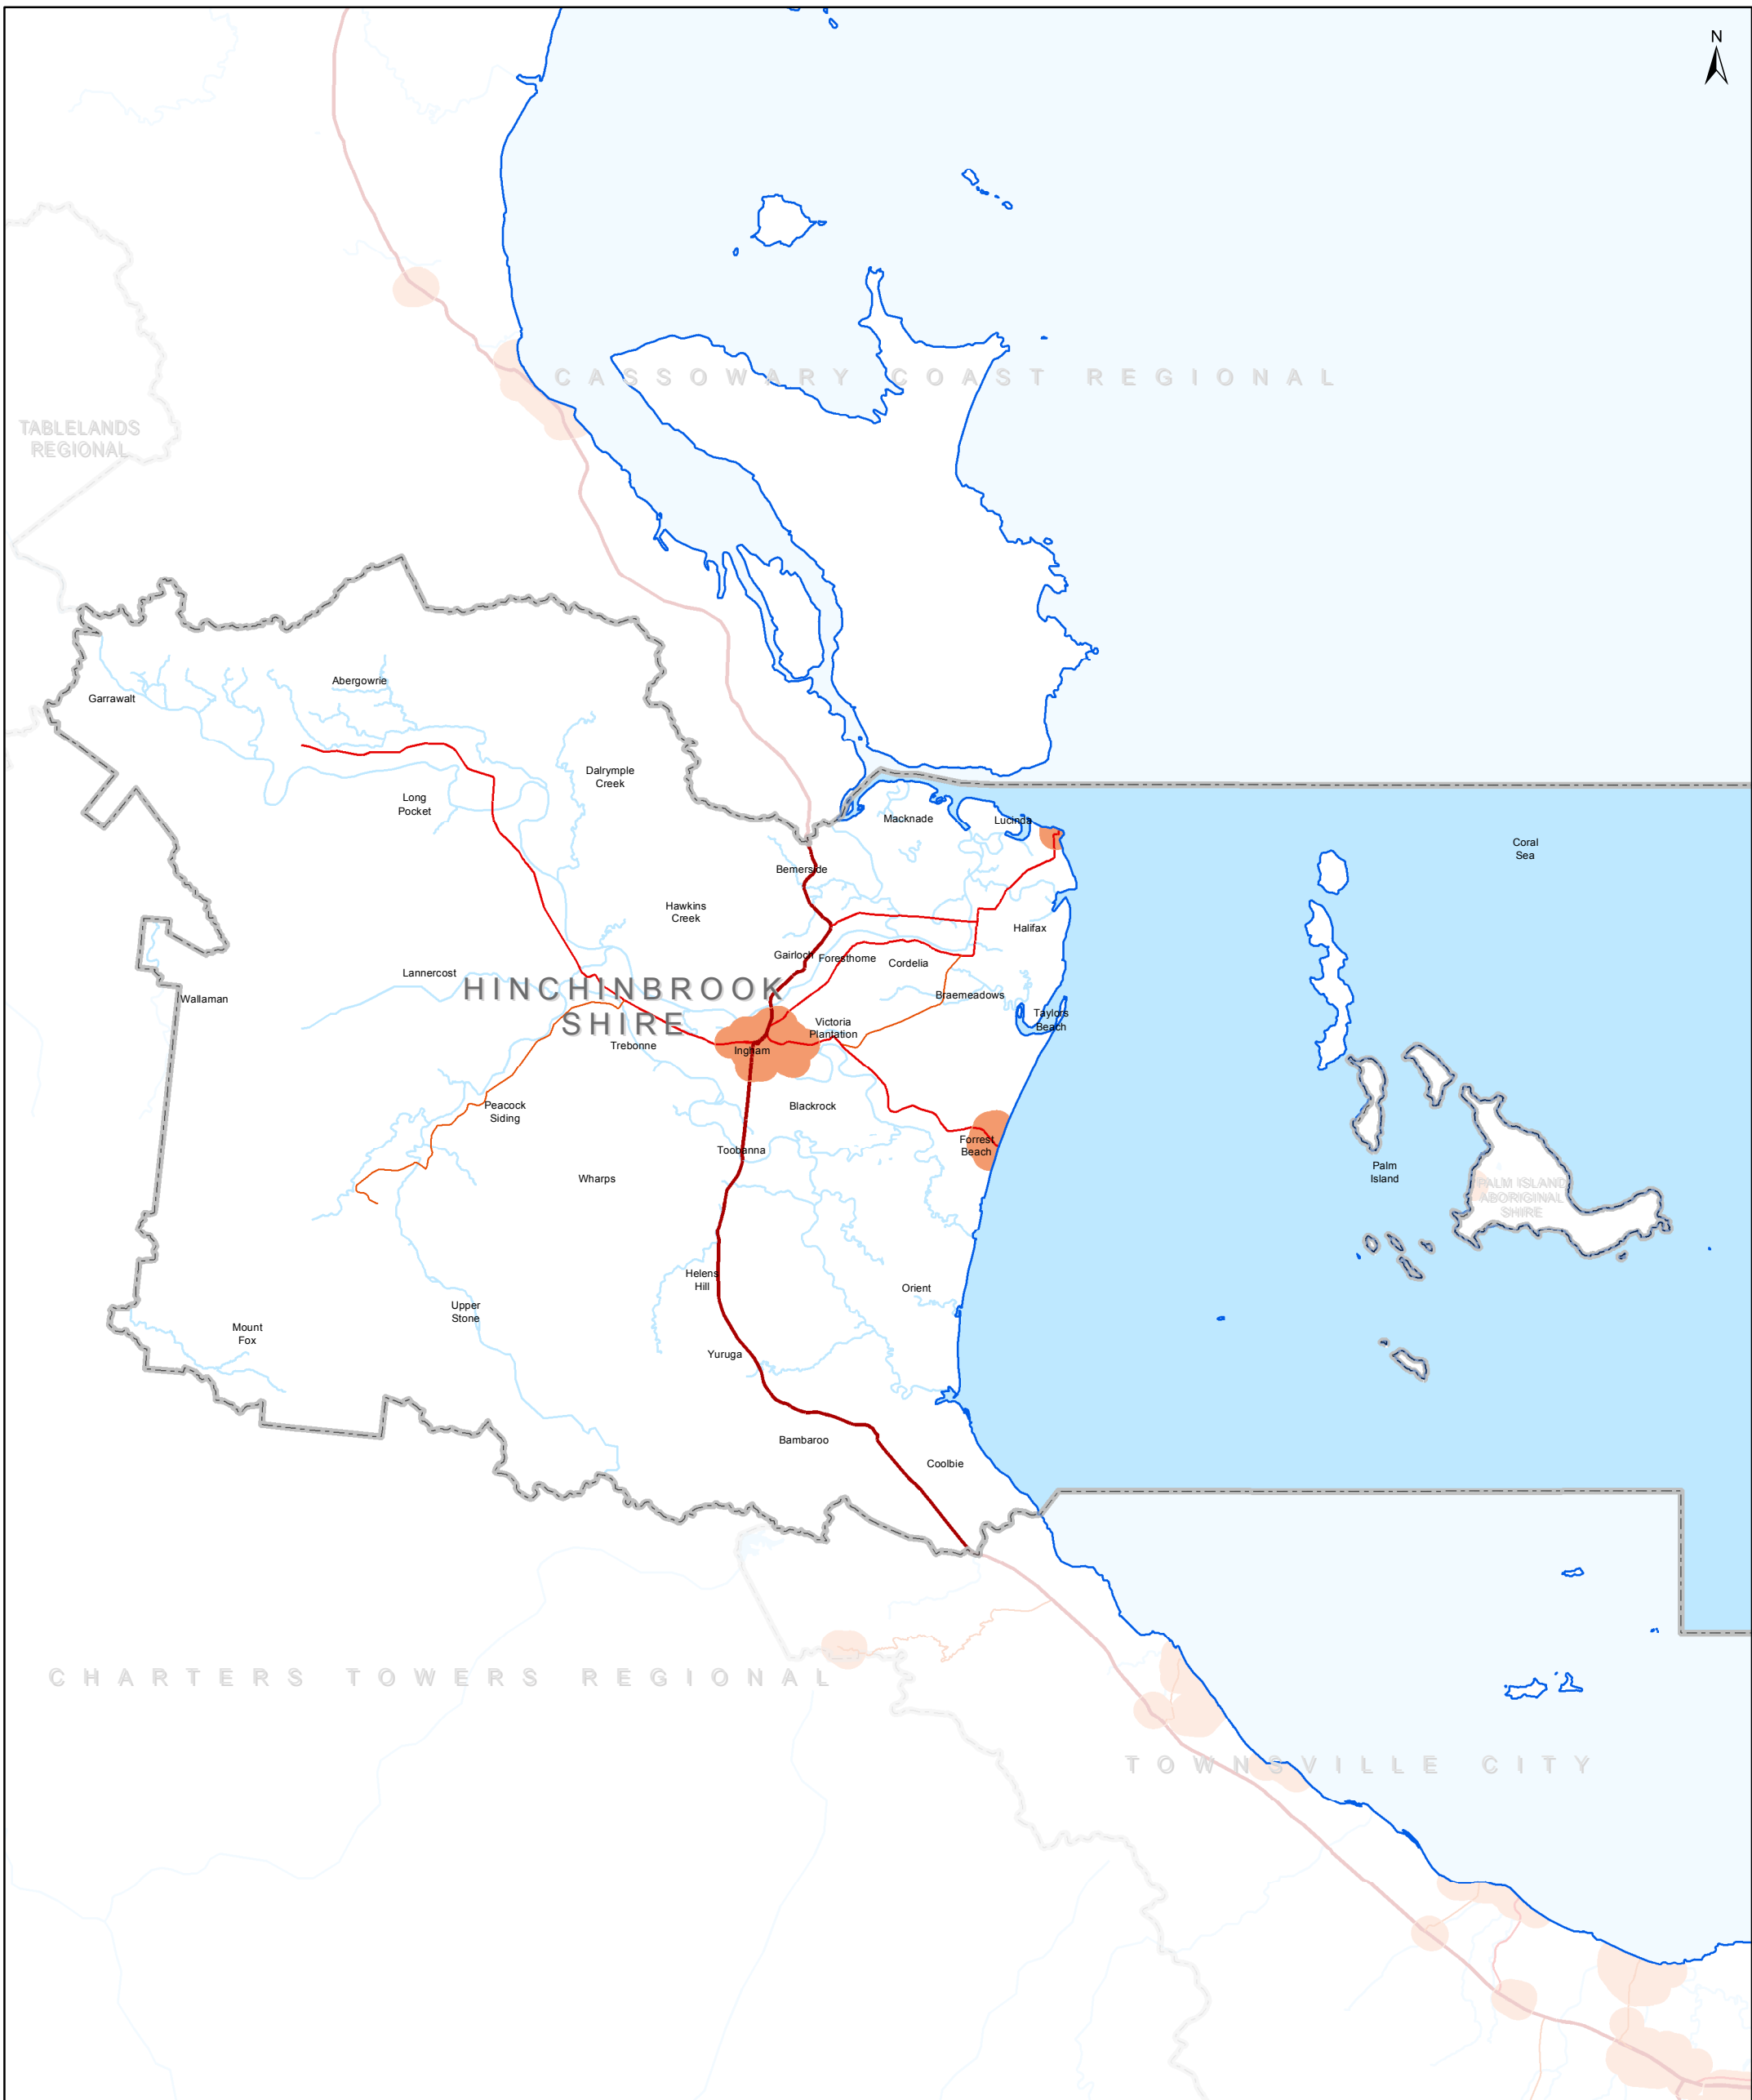 N
CASSOWARY COAST REGIONAL
TABLELANDS
REGIONAL
Abergowrie
Garrawalt
Dalrymple
Creek
Long
Pocket
Macknade
Lucinda
Coral
Sea
Bemerside
Hawkins
Creek
Halifax
Gairloch
Foresthome
Cordelia
Lannercost
HINCHINBROOK
SHIRE
Wallaman
Braemeadows
Taylors
Beach
Victoria
Plantation
Trebonne
Ingham
Peacock
Siding
Blackrock
Forrest
Beach
Toobanna
Wharps
Palm
Island
PALM ISLAND
ABORIGINAL
SHIRE
Helens
Hill
Orient
Upper
Stone
Mount
Fox
Yuruga
Bambaroo
Coolbie
CHARTERS TOWERS REGIONAL
TOWNSVILLE CITY